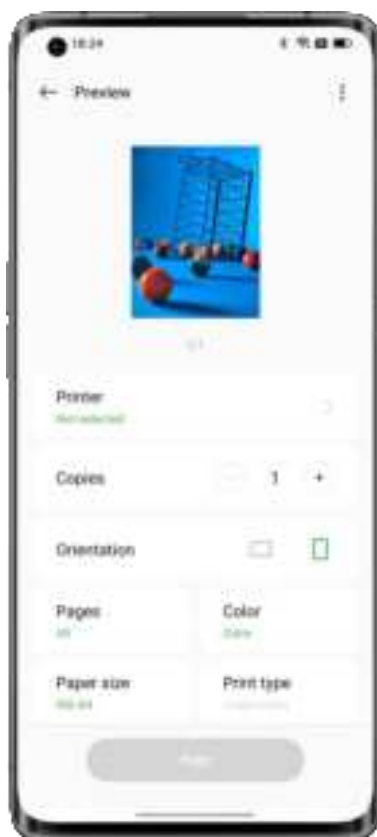 Preview
Printer
Not selected
Copies
1
+
Orientation
Pages
All
Color
Paper size
Print type